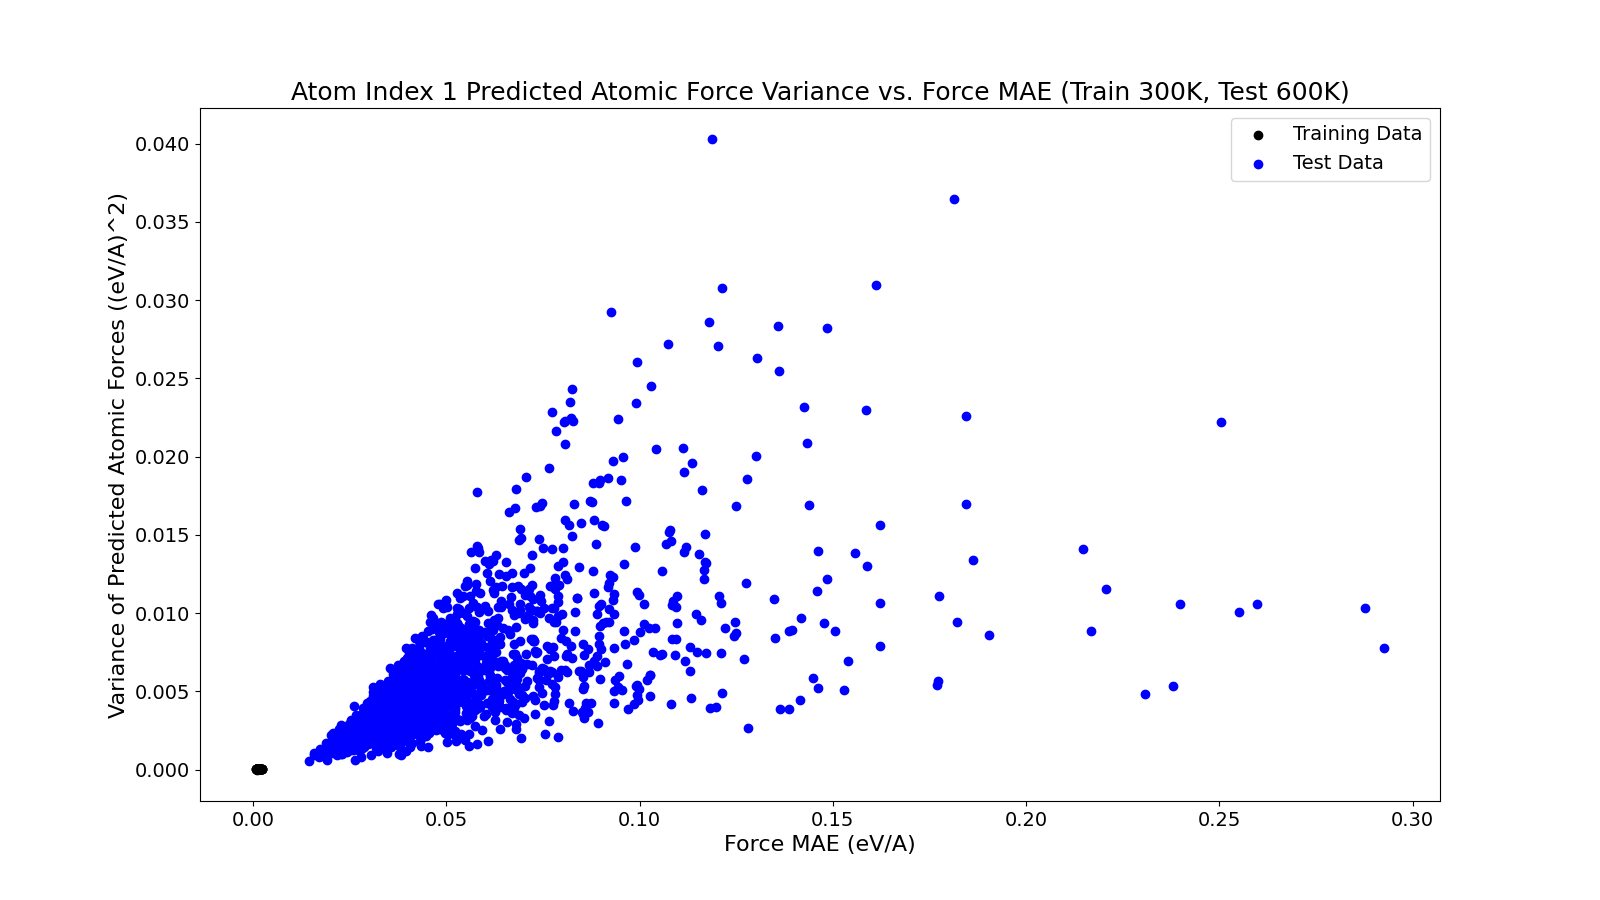 Atom Index 1 Predicted Atomic Force Variance vs. Force MAE (Train 300K, Test 600K)
Training Data
Test Data
Variance of Predicted Atomic Forces ((eV/A)^2)
0.040
0.035
0.030
0.025
0.020
0.015
0.010
0.005
0.000
0.00 0.05 0.10 0.15 0.20 0.25 0.30
Force MAE (eV/A)